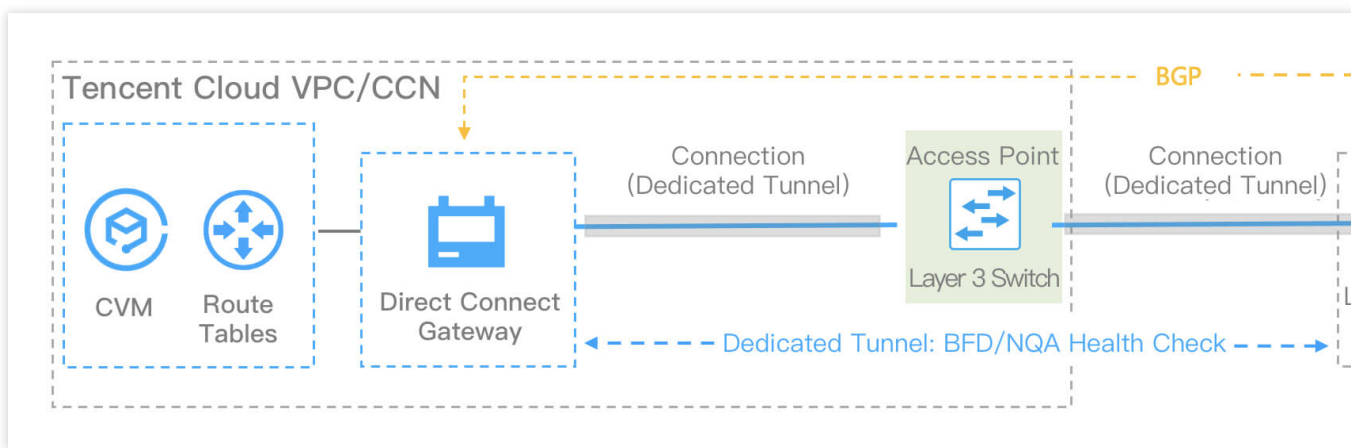 Tencent Cloud VPC/CCN
BGP
Connection
(Dedicated Tunnel)
Access Point
Connection
(Dedicated Tunnel)
CVM
Route
Tables
Direct Connect
Gateway
Layer 3 Switch
L
Dedicated Tunnel: BFD/NQA Health Check